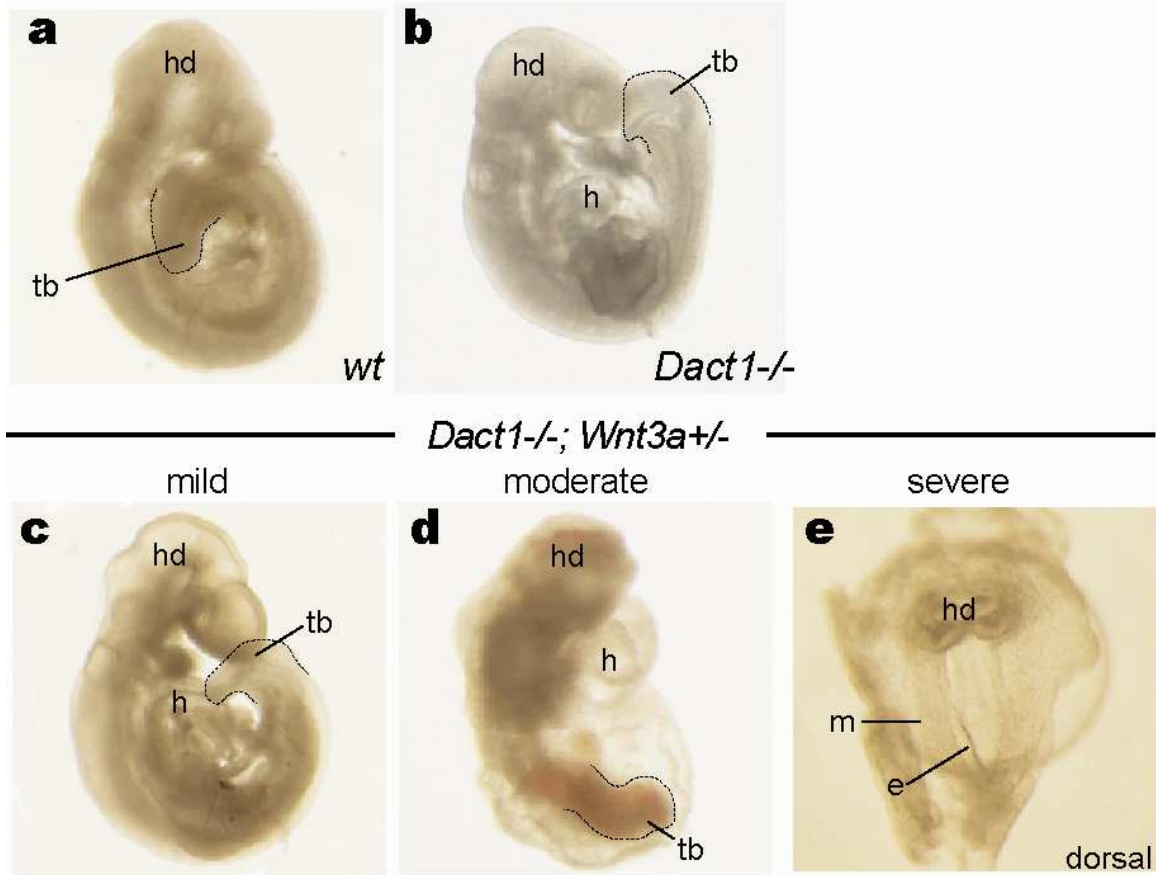 a
hd
tb
wt
b
hd
tb
h
Dact1-/-
Dact1-/-; Wnt3a+/-
mild
moderate
severe
c
hd
tb
h
d
hd
h
tb
e
hd
m
e
dorsal